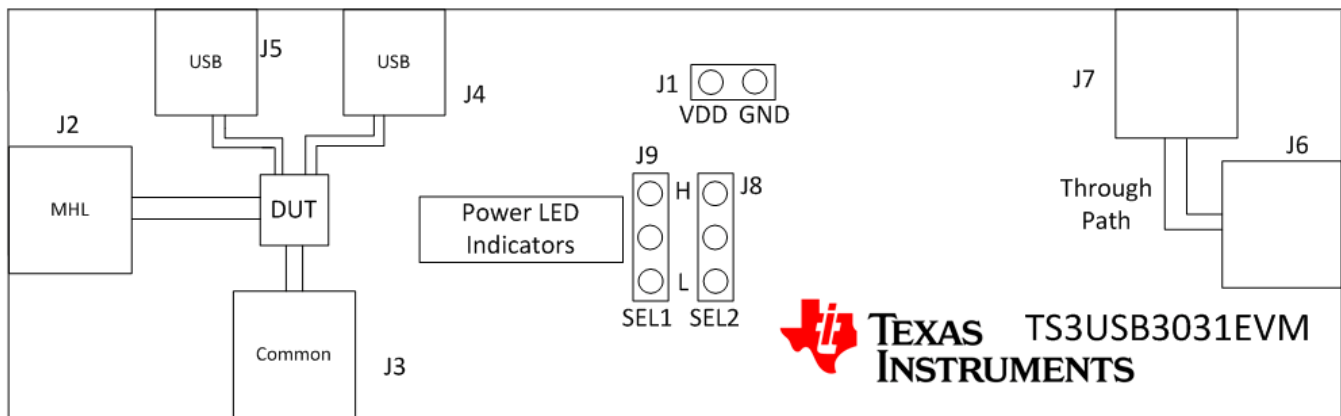 USB
J5
USB
J4
J1
VDD GND
J7
J2
MHL
DUT
J9
H
J8
Power LED
Indicators
L
SEL1
SEL2
Through
Path
J6
Common
J3
TEXAS
INSTRUMENTS
TS3USB3031EVM